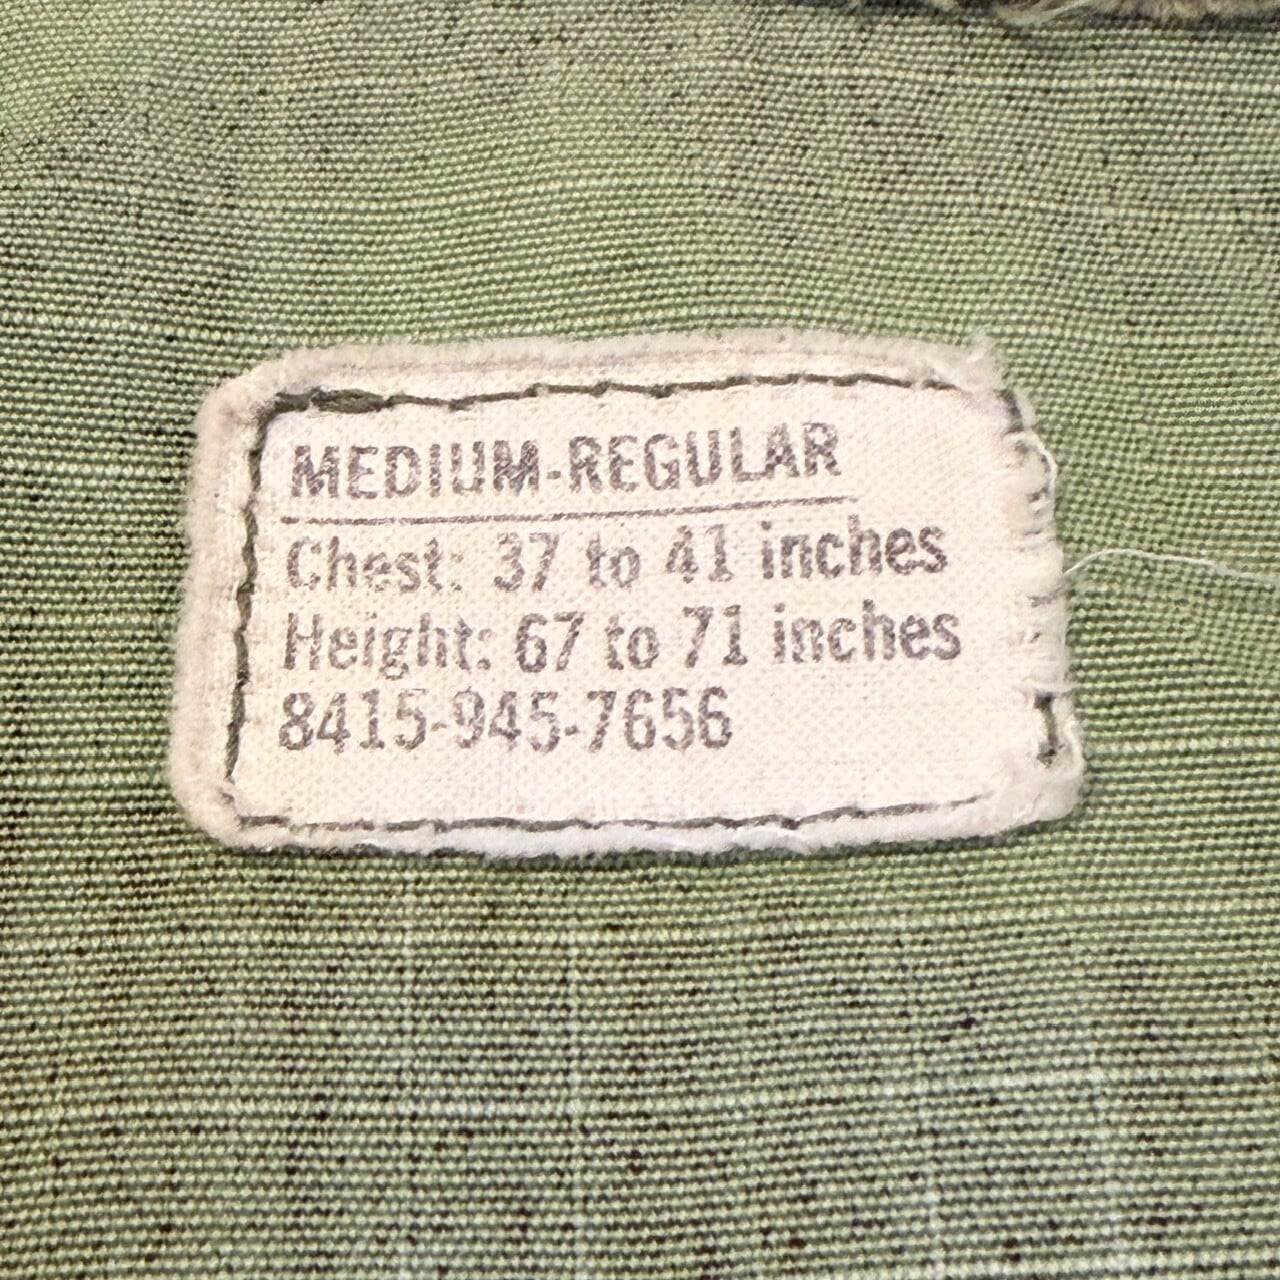 MEDIUM-REGULAR
Chest: 37 to 41 inches
Height: 67 to 71 inches
8415-945-7656